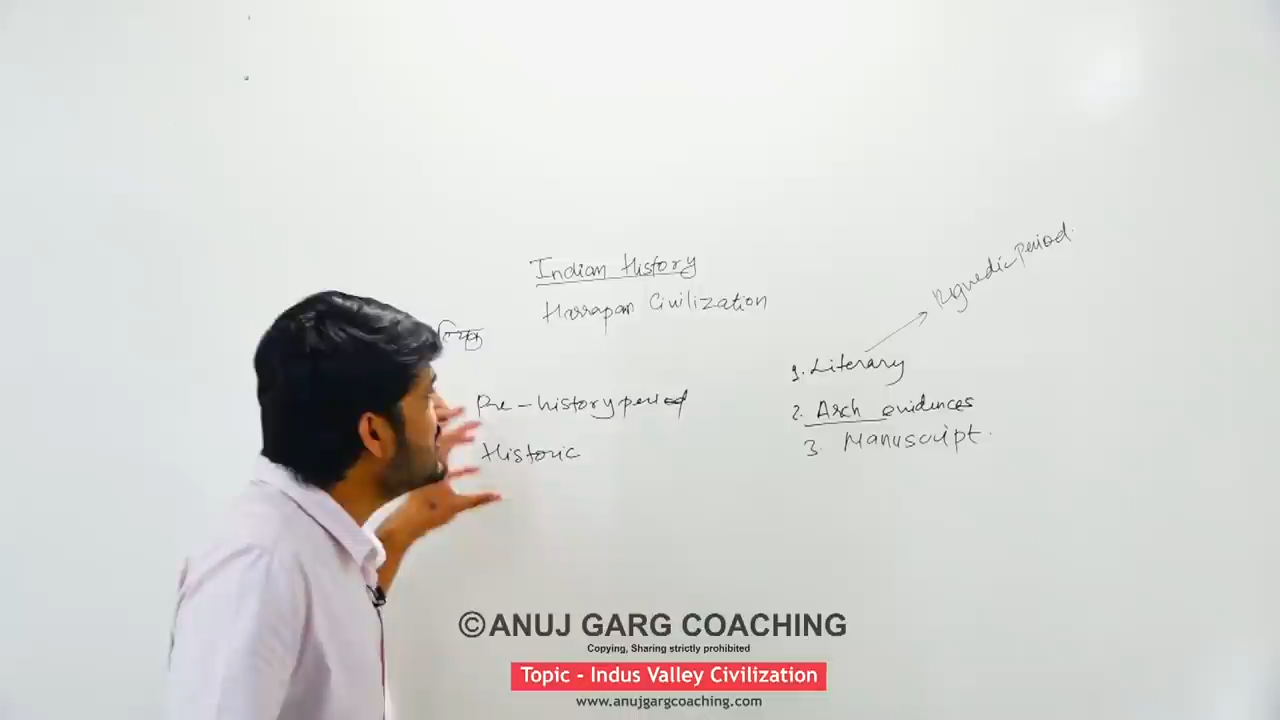 Indian History
Harrapan Civilization
Rigvedic period.
1. Literary
Pre-history period
2. Arch evidences
3. Manuscript.
Historic
©ANUJ GARG COACHING
Copying, Sharing strictly prohibited
Topic - Indus Valley Civilization
www.anujgargcoaching.com